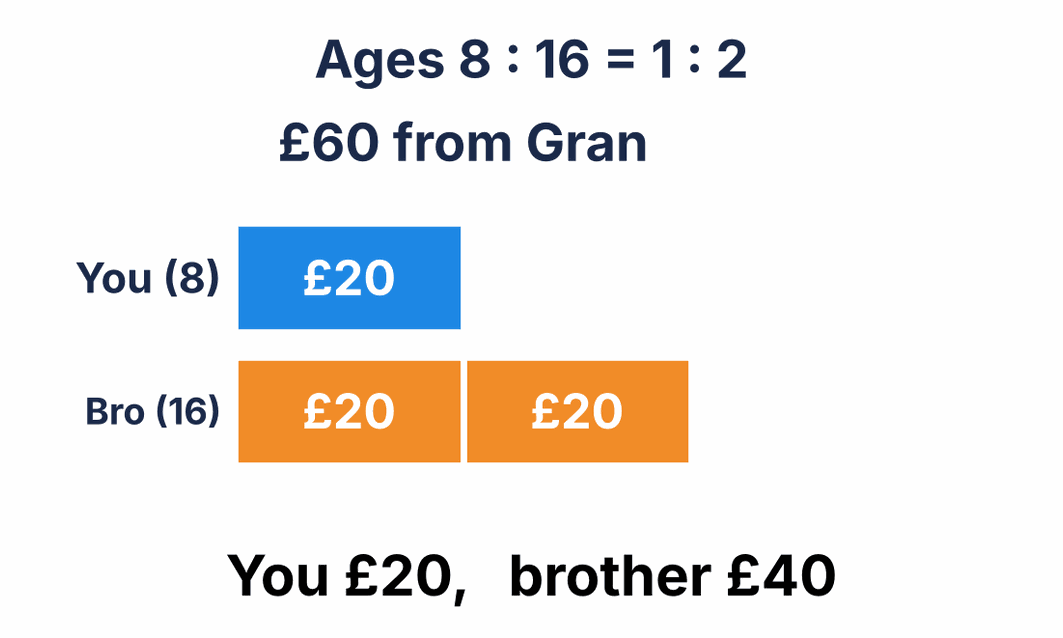 Ages 8 : 16 = 1 : 2
£60 from Gran
You (8) £20
Bro (16) £20 £20
You £20, brother £40